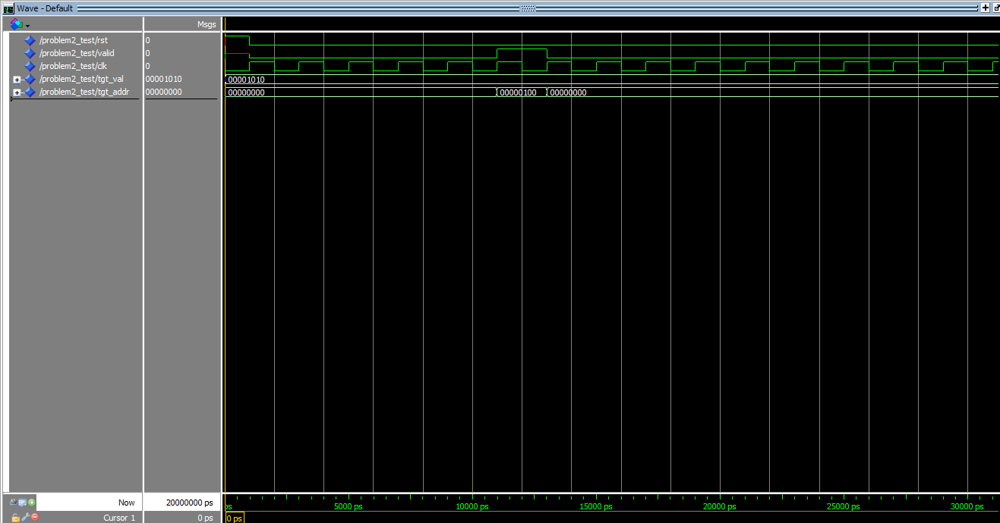 Wave - Default
Msgs
/problem2_test/rst 0
/problem2_test/valid 0
/problem2_test/clk 0
/problem2_test/tgt_val 00001010 00001010
/problem2_test/tgt_addr 00000000 00000000 00000100 00000000
Now 20000000 ps ps 5000 ps 10000 ps 15000 ps 20000 ps 25000 ps 30000 ps
Cursor 1 0 ps 0 ps